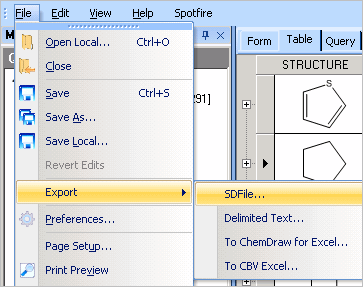 File Edit View Help Spotfire
M
Form Table Query
Open Local... Ctrl+O
Close
STRUCTURE
Save Ctrl+S
291]
Save As...
Save Local...
Revert Edits
S
Export
SDFile...
Preferences...
Delimited Text...
Page Setup...
To ChemDraw for Excel...
Print Preview
To CBV Excel...